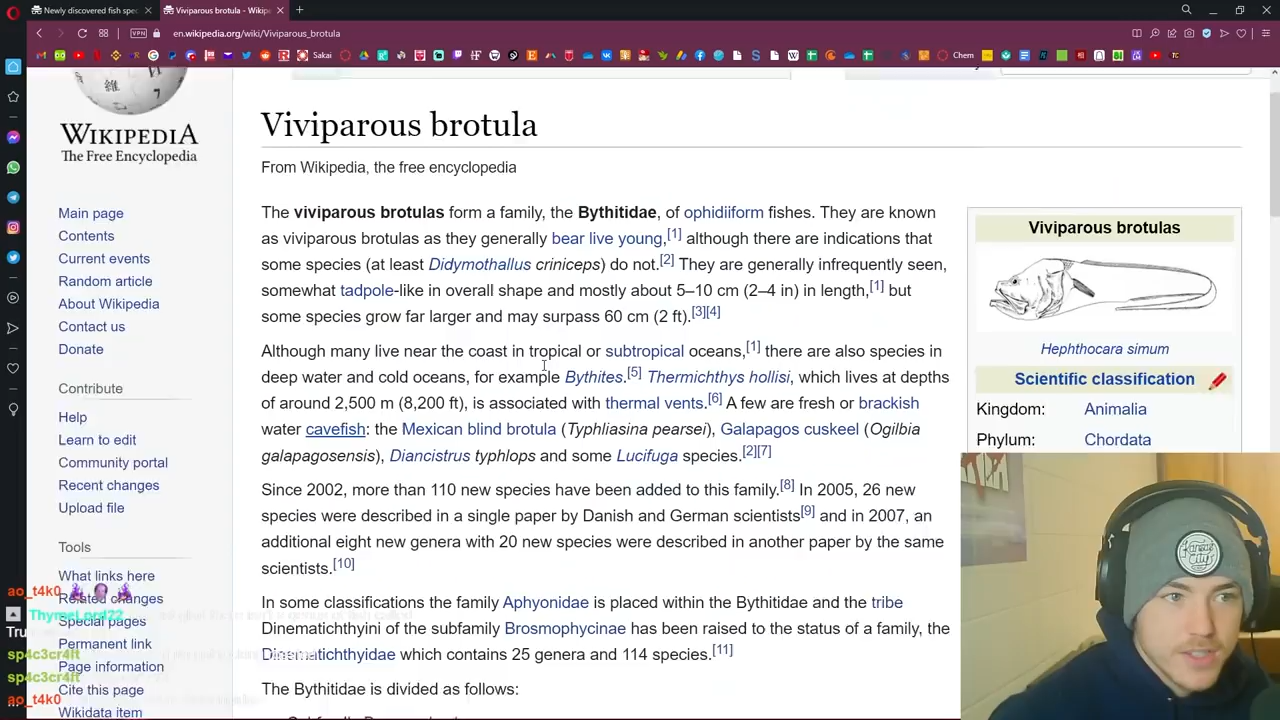 Newly discovered fish spec
Viviparous brotula - Wikipe
VPN
en.wikipedia.org/wiki/Viviparous_brotula
Sakai
Chem
WIKIPEDIA
The Free Encyclopedia
Main page
Contents
Current events
Random article
About Wikipedia
Contact us
Donate
Contribute
Help
Learn to edit
Community portal
Recent changes
Upload file
Tools
What links here
Related changes
Special pages
Permanent link
Page information
Cite this page
Wikidata item
Viviparous brotula
From Wikipedia, the free encyclopedia
The viviparous brotulas form a family, the Bythitidae, of ophidiiform fishes. They are known
as viviparous brotulas as they generally bear live young,[1] although there are indications that
some species (at least Didymothallus criniceps) do not.[2] They are generally infrequently seen,
somewhat tadpole-like in overall shape and mostly about 5–10 cm (2–4 in) in length,[1] but
some species grow far larger and may surpass 60 cm (2 ft).[3][4]
Although many live near the coast in tropical or subtropical oceans,[1] there are also species in
deep water and cold oceans, for example Bythites.[5] Thermichthys hollisi, which lives at depths
of around 2,500 m (8,200 ft), is associated with thermal vents.[6] A few are fresh or brackish
water cavefish: the Mexican blind brotula (Typhliasina pearsei), Galapagos cuskeel (Ogilbia
galapagosensis), Diancistrus typhlops and some Lucifuga species.[2][7]
Since 2002, more than 110 new species have been added to this family.[8] In 2005, 26 new
species were described in a single paper by Danish and German scientists[9] and in 2007, an
additional eight new genera with 20 new species were described in another paper by the same
scientists.[10]
In some classifications the family Aphyonidae is placed within the Bythitidae and the tribe
Dinematichthyini of the subfamily Brosmophycinae has been raised to the status of a family, the
Dinematichthyidae which contains 25 genera and 114 species.[11]
The Bythitidae is divided as follows:
Viviparous brotulas
Hephthocara simum
Scientific classification
Kingdom: Animalia
Phylum: Chordata
ao_t4k0
ThymeLord22
sp4c3cr4ft
sp4c3cr4ft
ao_t4k0